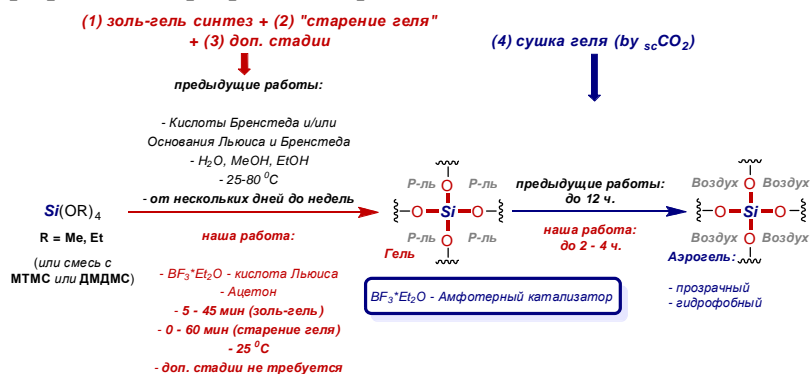 (1) золь-гель синтез + (2) "старение геля"
+ (3) доп. стадии
(4) сушка геля (by scCO2)
предыдущие работы:
- Кислоты Бренстеда и/или
Основания Льюиса и Бренстеда
- H2O, MeOH, EtOH
- 25-80 0C
- от нескольких дней до недель
Si(OR)4
R = Me, Et
(или смесь с
МТМС или ДМДМС)
наша работа:
- BF3*Et2O - кислота Льюиса
- Ацетон
- 5 - 45 мин (золь-гель)
- 0 - 60 мин (старение геля)
- 25 0C
- доп. стадии не требуется
Р-ль O Р-ль
O Si O
Р-ль O Р-ль
Гель
предыдущие работы:
до 12 ч.
наша работа:
до 2 - 4 ч.
BF3*Et2O - Амфотерный катализатор
Воздух O Воздух
O Si O
Воздух O Воздух
Аэрогель:
- прозрачный
- гидрофобный